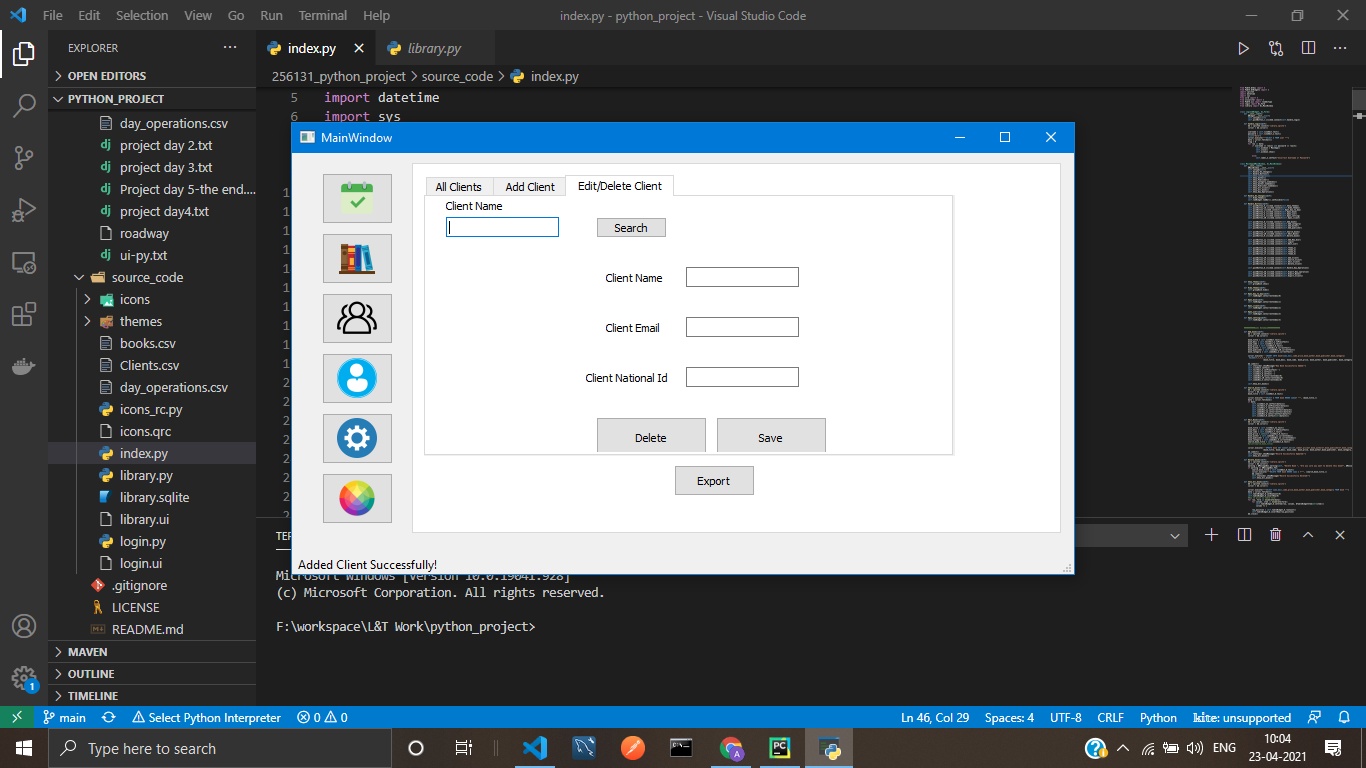 File Edit Selection View Go Run Terminal Help
index.py - python_project - Visual Studio Code
EXPLORER
index.py
library.py
OPEN EDITORS
256131_python_project > source_code > index.py
PYTHON_PROJECT
day_operations.csv
project day 2.txt
project day 3.txt
Project day 5-the end....
project day4.txt
roadway
ui-py.txt
source_code
icons
themes
books.csv
Clients.csv
day_operations.csv
icons_rc.py
icons.qrc
index.py
library.py
library.sqlite
library.ui
login.py
login.ui
.gitignore
LICENSE
README.md
MAVEN
OUTLINE
TIMELINE
5 import datetime
6 import sys
MainWindow
All Clients
Add Client
Edit/Delete Client
Client Name
Search
Client Name
Client Email
Client National Id
Delete
Save
Export
Added Client Successfully!
Microsoft Windows [Version 10.0.19041.928]
(c) Microsoft Corporation. All rights reserved.
F:\workspace\L&T Work\python_project>
main
Select Python Interpreter
0
0
Ln 46, Col 29
Spaces: 4
UTF-8
CRLF
Python
kite: unsupported
1
Type here to search
ENG
10:04
23-04-2021